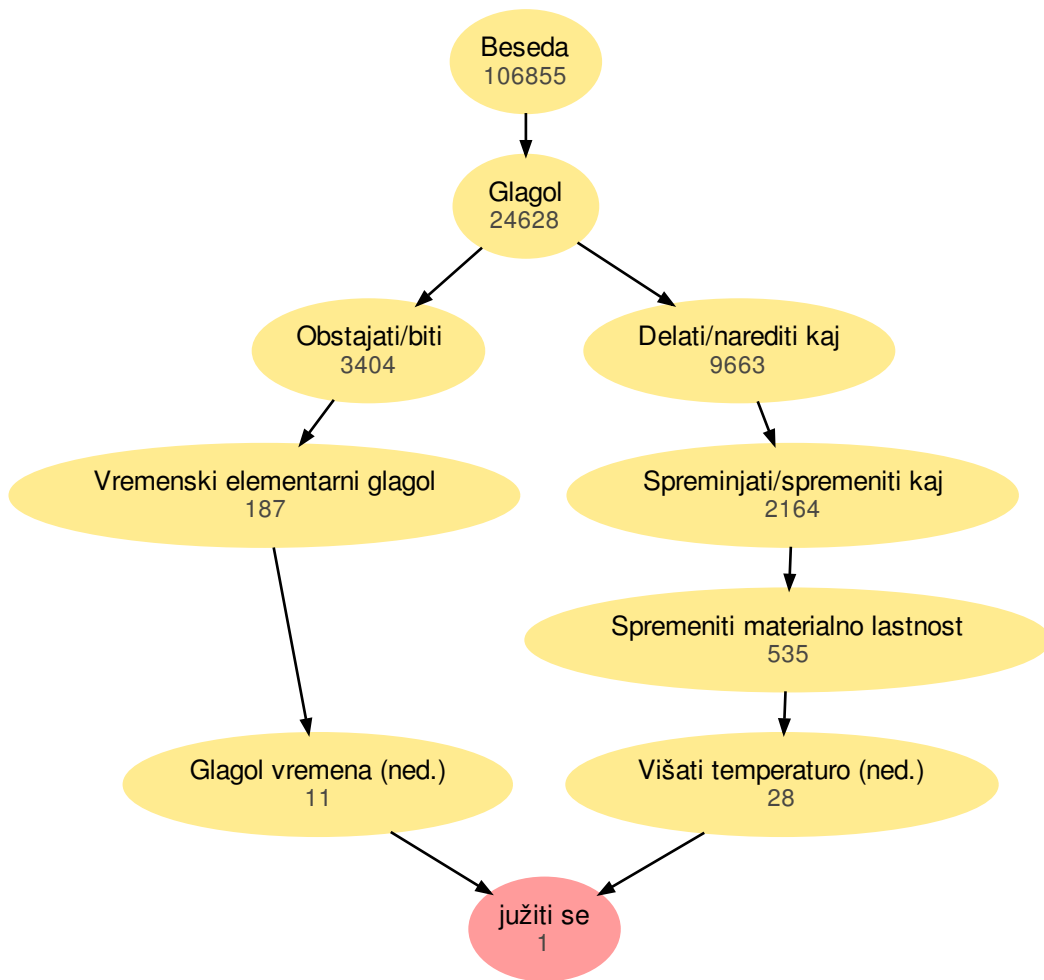 Beseda
106855
Glagol
24628
Obstajati/biti
3404
Delati/narediti kaj
9663
Vremenski elementarni glagol
187
Spreminjati/spremeniti kaj
2164
Spremeniti materialno lastnost
535
Glagol vremena (ned.)
11
Višati temperaturo (ned.)
28
južiti se
1